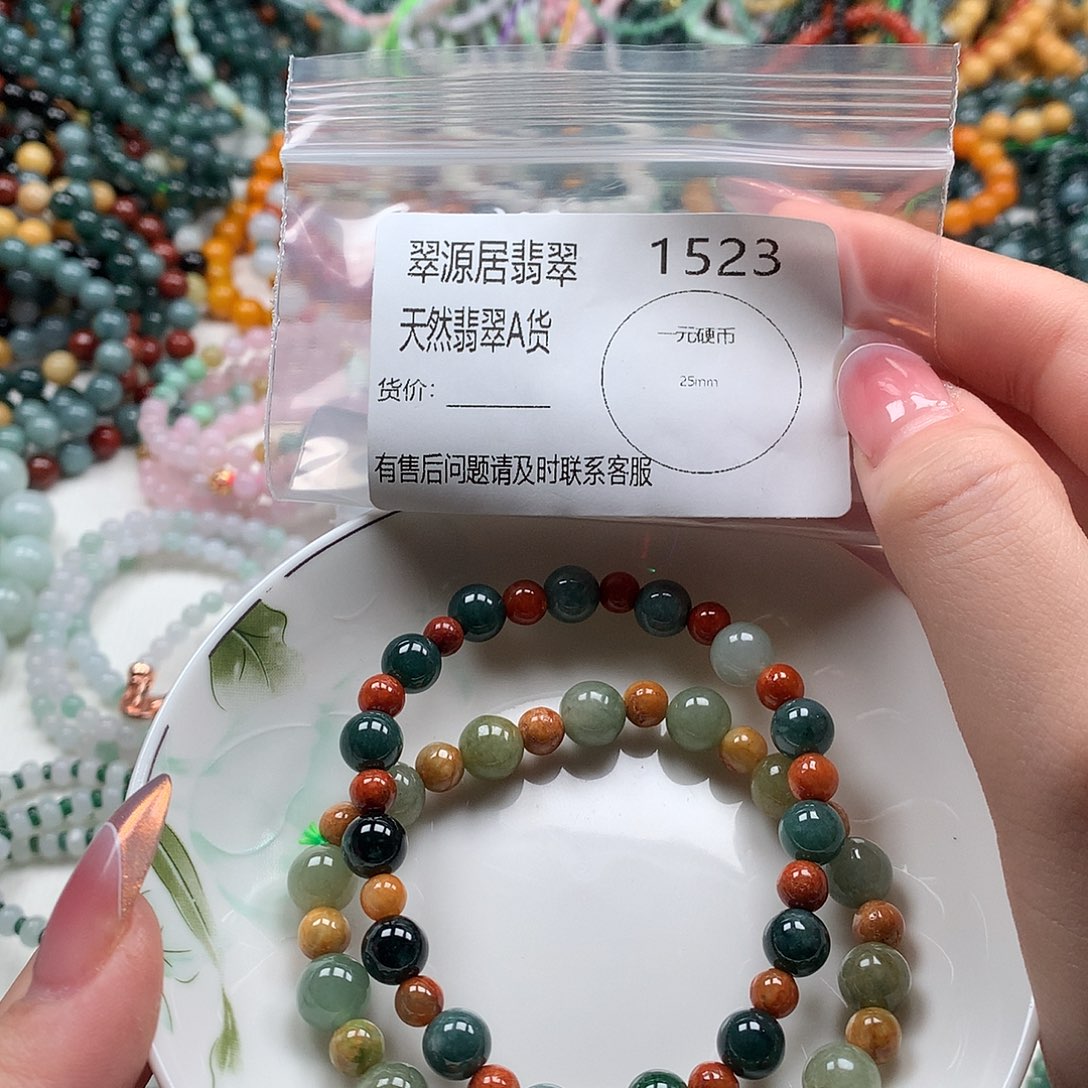 翠源居翡翠
1523
天然翡翠A货
一元硬币
25mm
货价：
有售后问题请及时联系客服